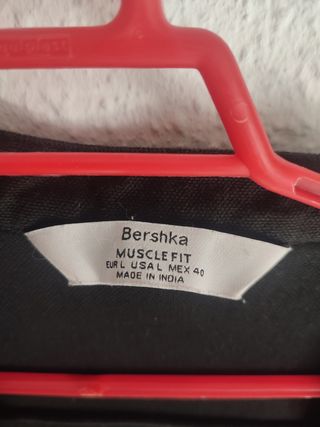 Bershka
MUSCLE FIT
EUR L USA L MEX 40
MADE IN INDIA